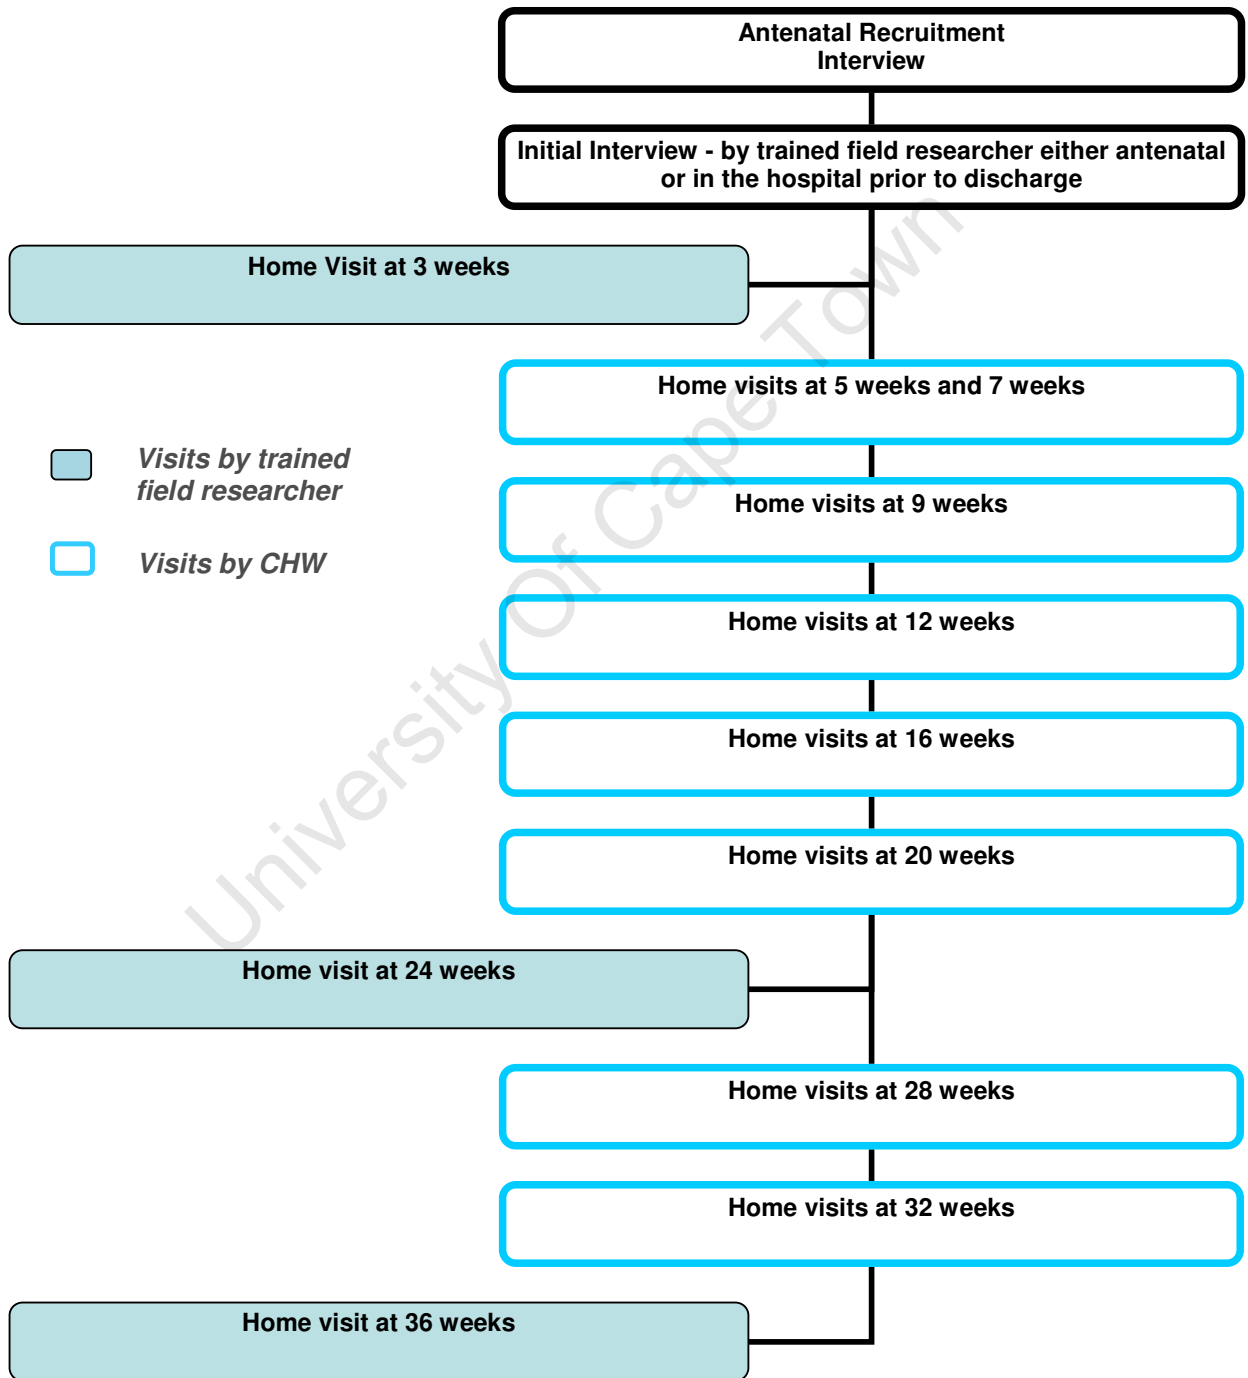 Antenatal Recruitment
Interview
Initial Interview - by trained field researcher either antenatal
or in the hospital prior to discharge
Home Visit at 3 weeks
Home visits at 5 weeks and 7 weeks
Visits by trained
field researcher
Visits by CHW
Home visits at 9 weeks
Home visits at 12 weeks
Home visits at 16 weeks
Home visits at 20 weeks
Home visit at 24 weeks
Home visits at 28 weeks
Home visits at 32 weeks
Home visit at 36 weeks
University Of Cape Town